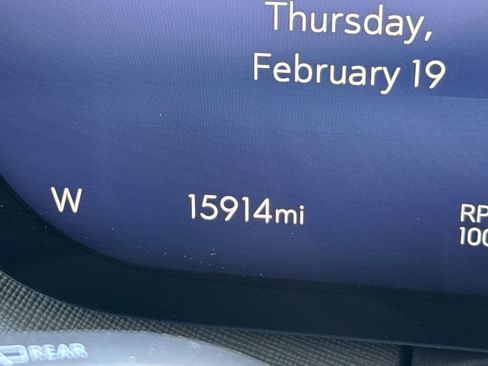 Thursday,
February 19
W 15914mi RP
100
REAR